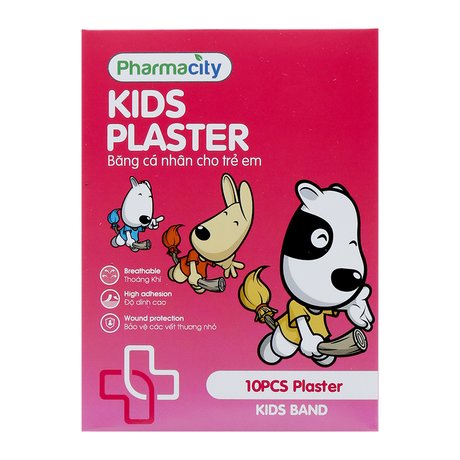 Pharmacity
KIDS
PLASTER
Băng cá nhân cho trẻ em
Breathable
Thoáng Khí
High adhesion
Độ dính cao
Wound protection
Bảo vệ các vết thương nhỏ
10PCS Plaster
KIDS BAND